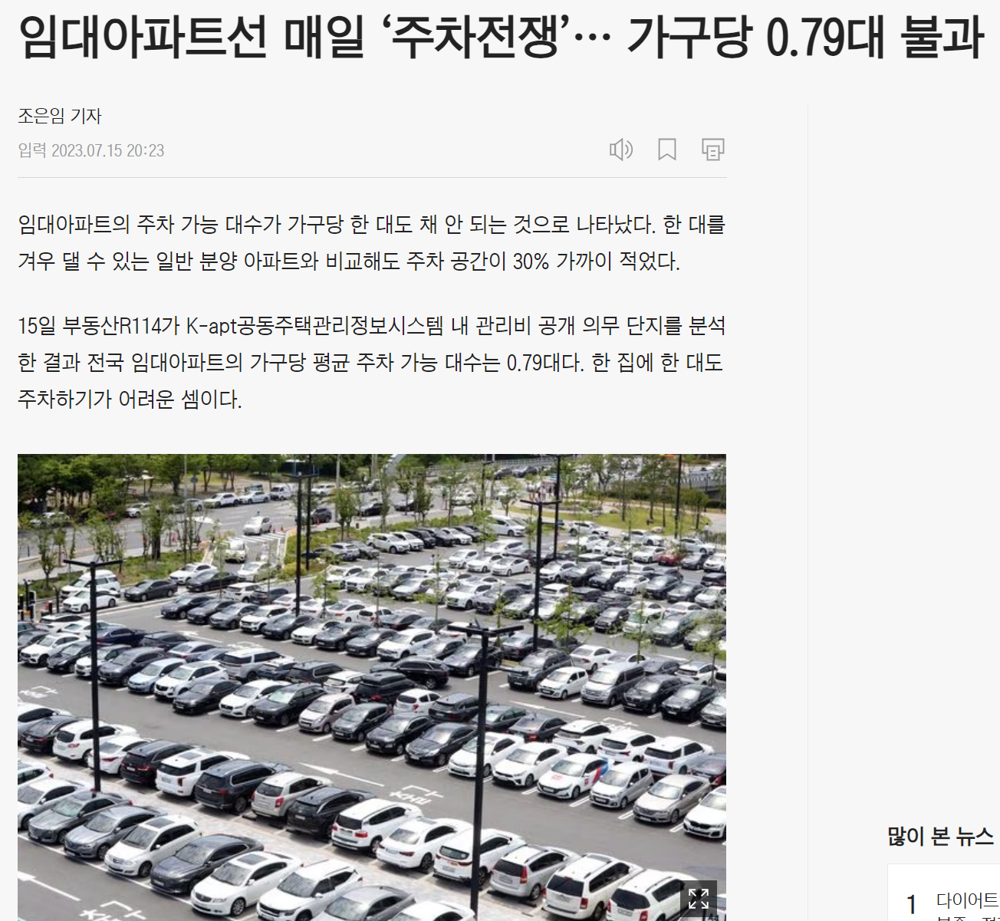 임대아파트선 매일 ‘주차전쟁’… 가구당 0.79대 불과
조은임 기자
입력 2023.07.15 20:23
임대아파트의 주차 가능 대수가 가구당 한 대도 채 안 되는 것으로 나타났다. 한 대를
겨우 댈 수 있는 일반 분양 아파트와 비교해도 주차 공간이 30% 가까이 적었다.
15일 부동산R114가 K-apt공동주택관리정보시스템 내 관리비 공개 의무 단지를 분석
한 결과 전국 임대아파트의 가구당 평균 주차 가능 대수는 0.79대다. 한 집에 한 대도
주차하기가 어려운 셈이다.
많이 본 뉴스
1 다이어트